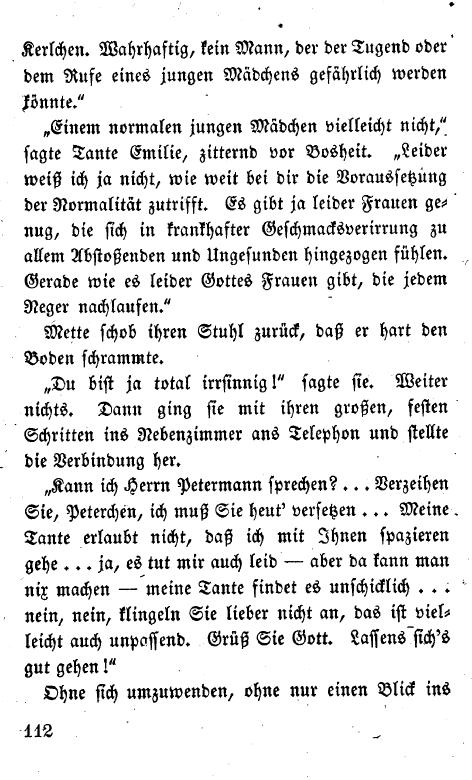 Kerlchen. Wahrhaftig, kein Mann, der der Tugend oder
dem Rufe eines jungen Mädchens gefährlich werden
könnte.“
„Einem normalen jungen Mädchen vielleicht nicht,“
sagte Tante Emilie, zitternd vor Bosheit. „Leider
weiß ich ja nicht, wie weit bei dir die Voraussetzung
der Normalität zutrifft. Es gibt ja leider Frauen ge-
nug, die sich in krankhafter Geschmacksverirrung zu
allem Abstoßenden und Ungesunden hingezogen fühlen.
Gerade wie es leider Gottes Frauen gibt, die jedem
Neger nachlaufen.“
Mette schob ihren Stuhl zurück, daß er hart den
Boden schrammte.
„Du bist ja total irrsinnig!“ sagte sie. Weiter
nichts. Dann ging sie mit ihren großen, festen
Schritten ins Nebenzimmer ans Telephon und stellte
die Verbindung her.
„Kann ich Herrn Petermann sprechen? ... Verzeihen
Sie, Peterchen, ich muß Sie heut’ versetzen ... Meine
Tante erlaubt nicht, daß ich mit Ihnen spazieren
gehe ... ja, es tut mir auch leid — aber da kann man
nix machen — meine Tante findet es unschicklich ...
nein, nein, klingeln Sie lieber nicht an, das ist viel-
leicht auch unpassend. Grüß Sie Gott. Lassens sich’s
gut gehen!“
Ohne sich umzuwenden, ohne nur einen Blick ins
112